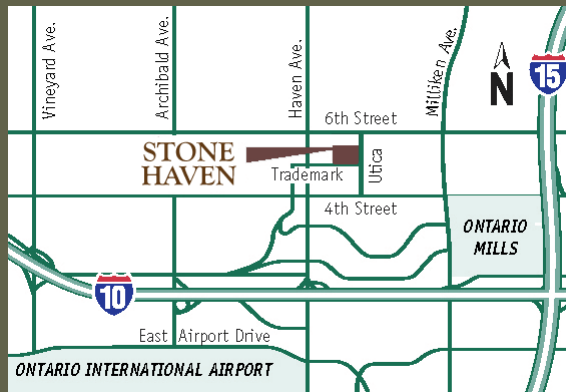 Vineyard Ave.
Archibald Ave.
Haven Ave.
Milliken Ave.
N
15
6th Street
STONE
HAVEN
Trademark
Utica
4th Street
ONTARIO
MILLS
10
East Airport Drive
ONTARIO INTERNATIONAL AIRPORT